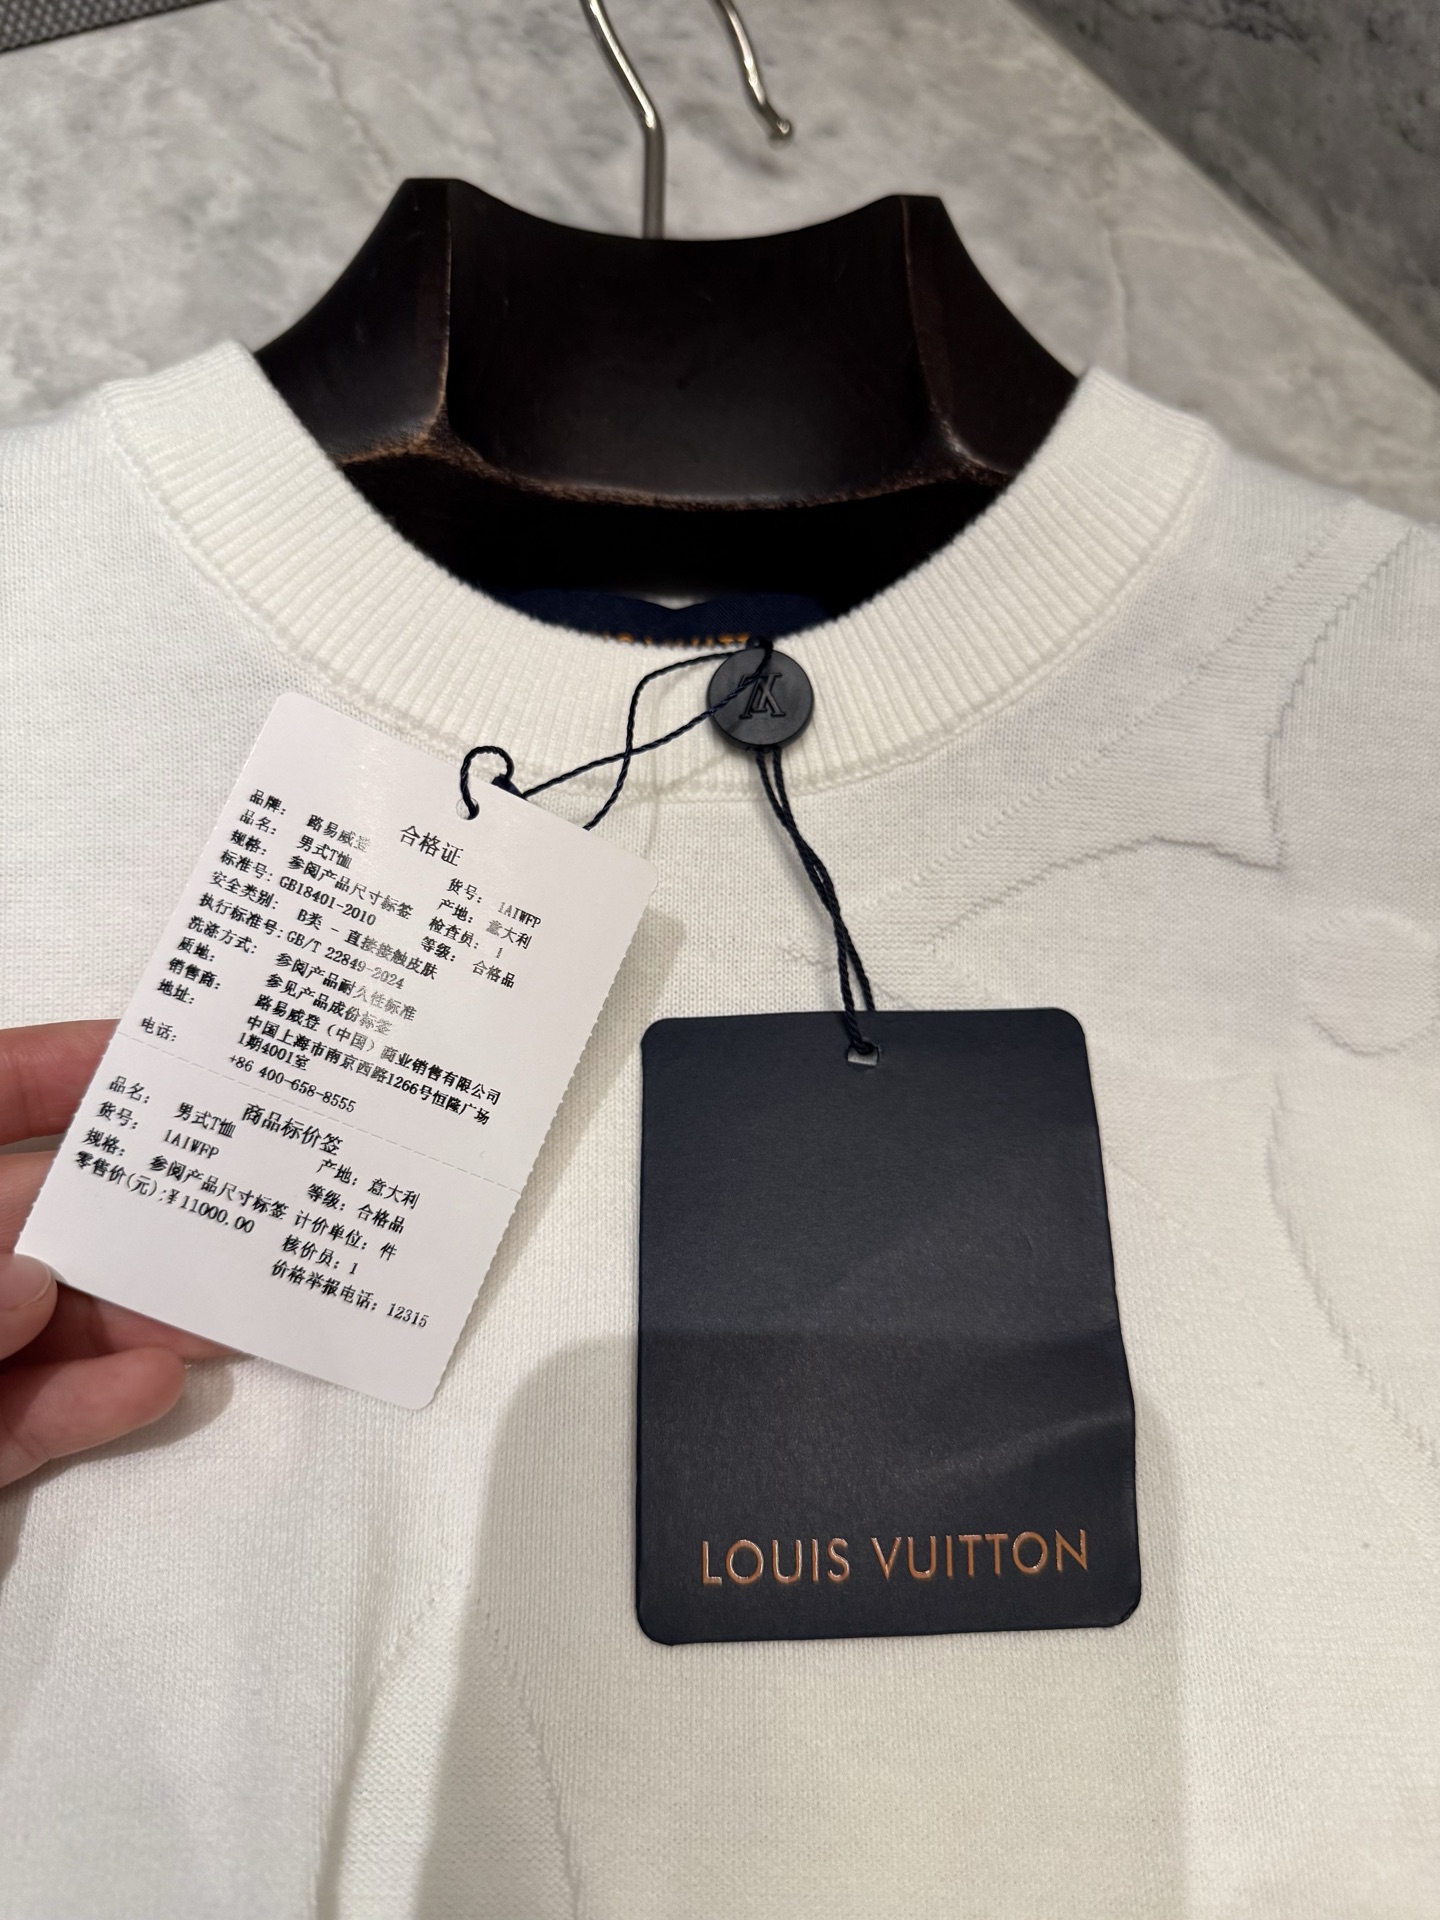 合格证
品牌: 路易威登
货号: 1AIWFP
品名: 男式T恤
产地: 意大利
规格: 参阅产品尺寸标签
检查员: 1
标准号: GB18401-2010
等级: 合格品
安全类别: B类 - 直接接触皮肤
执行标准号: GB/T 22849-2024
洗涤方式: 参阅产品耐久性标准
质地: 参见产品成份标签
销售商: 路易威登（中国）商业销售有限公司
地址: 中国上海市南京西路1266号恒隆广场
1期4001室
电话: +86 400-658-8555
商品标价签
品名: 男式T恤
产地: 意大利
货号: 1AIWFP
等级: 合格品
规格: 参阅产品尺寸标签
计价单位: 件
零售价(元):¥11000.00
核价员: 1
价格举报电话: 12315
LV
LOUIS VUITTON